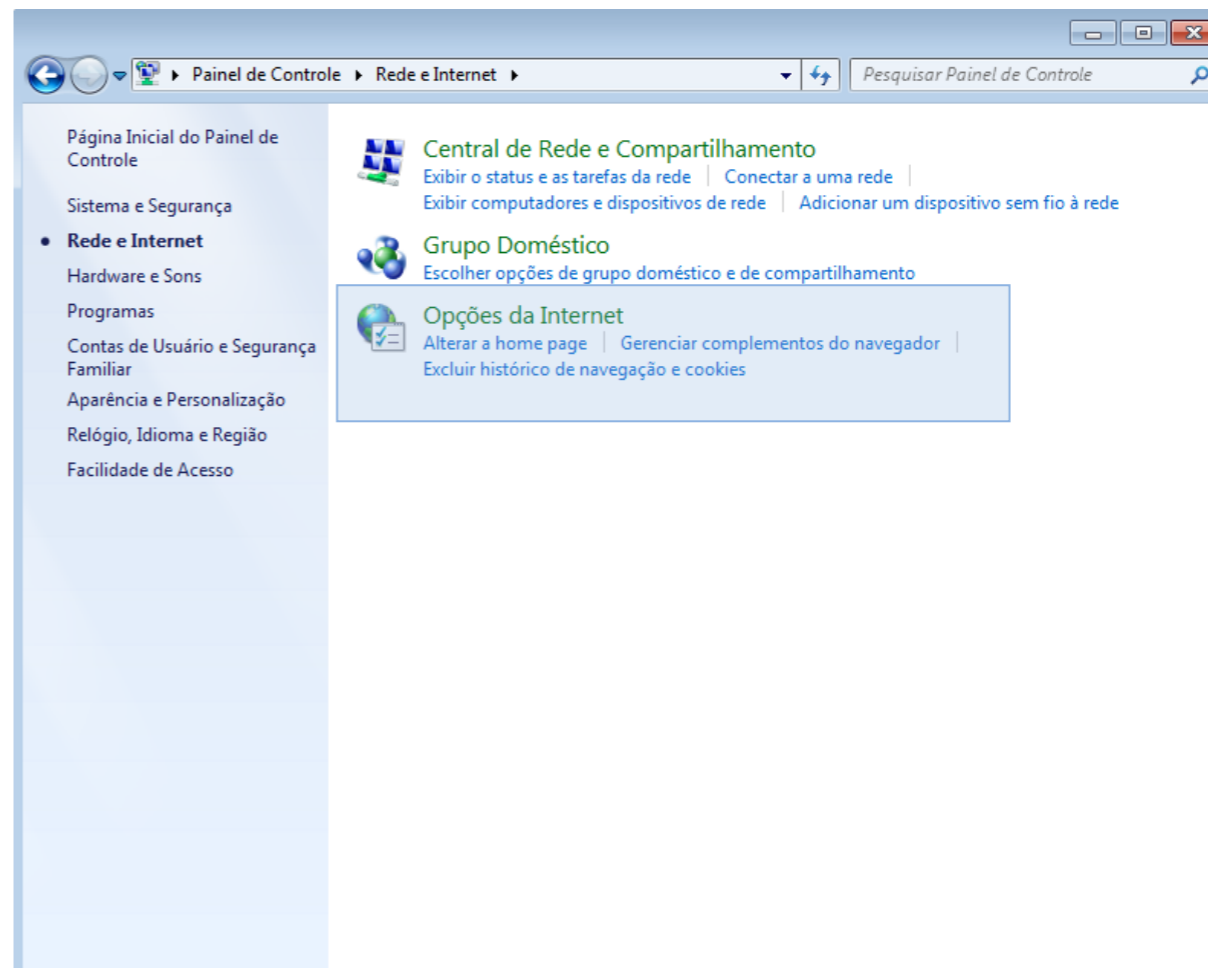 Painel de Controle Rede e Internet
Pesquisar Painel de Controle
Página Inicial do Painel de
Controle
Sistema e Segurança
Rede e Internet
Hardware e Sons
Programas
Contas de Usuário e Segurança
Familiar
Aparência e Personalização
Relógio, Idioma e Região
Facilidade de Acesso
Central de Rede e Compartilhamento
Exibir o status e as tarefas da rede Conectar a uma rede
Exibir computadores e dispositivos de rede Adicionar um dispositivo sem fio à rede
Grupo Doméstico
Escolher opções de grupo doméstico e de compartilhamento
Opções da Internet
Alterar a home page Gerenciar complementos do navegador
Excluir histórico de navegação e cookies